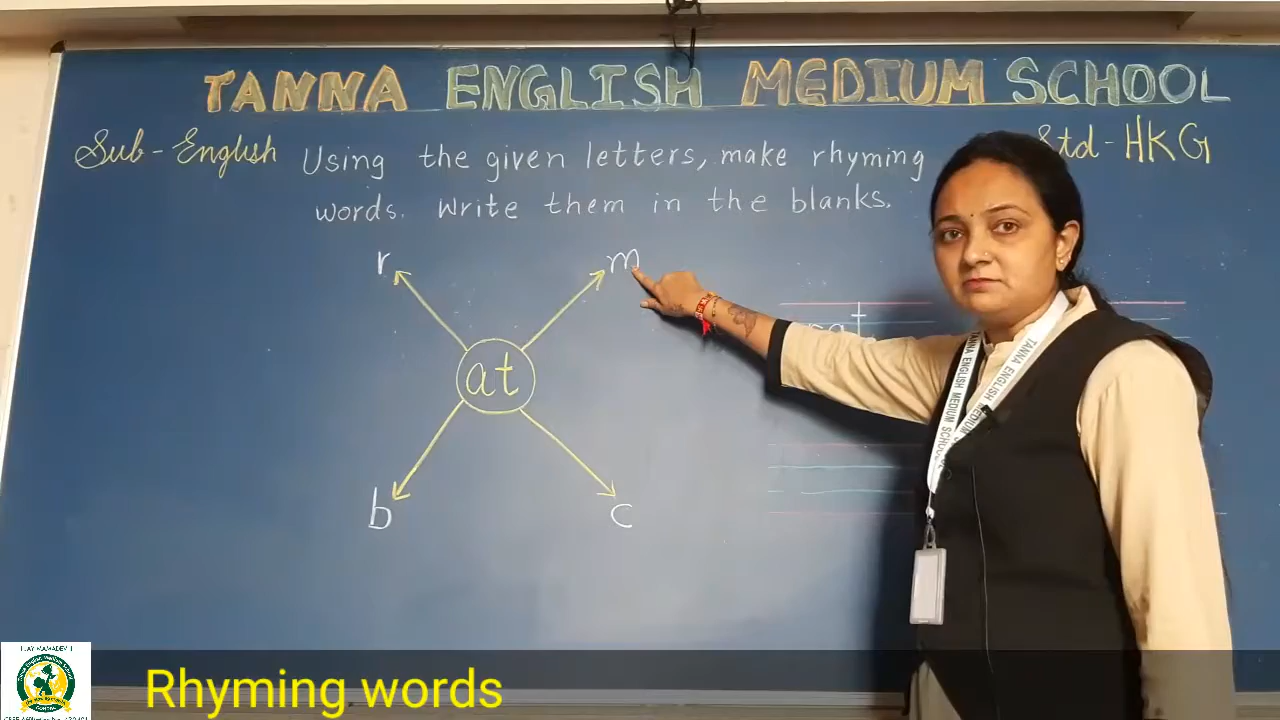 TANNA ENGLISH MEDIUM SCHOOL
Sub - English
Std - HKG
Using the given letters, make rhyming
words. Write them in the blanks.
r
m
at
b
c
TANNA ENGLISH MEDIUM SCHOOL
Rhyming words